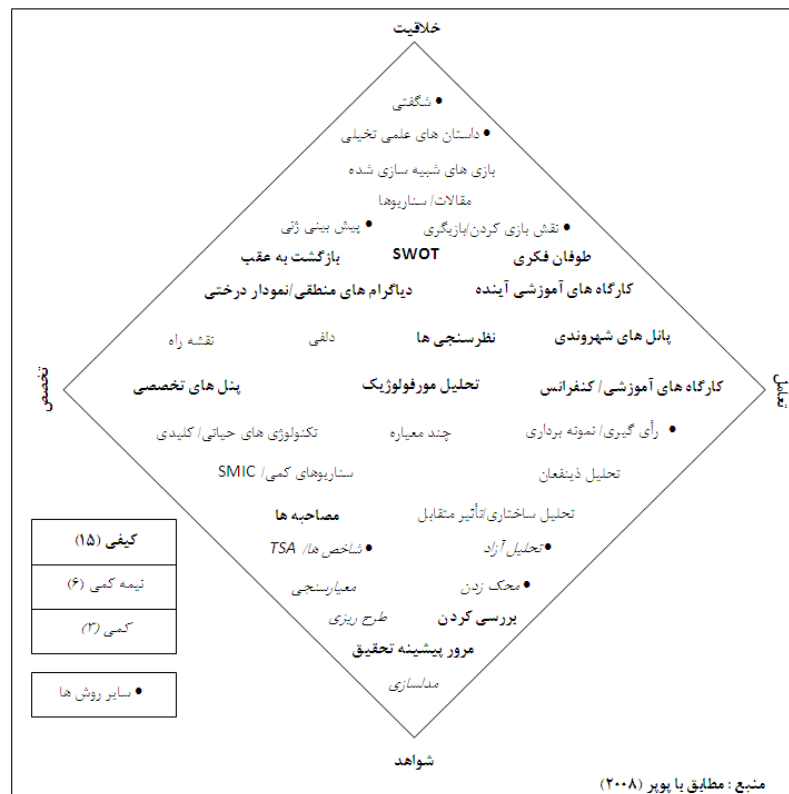 خلاقیت
• شگفتی
• داستان های علمی تخیلی
بازی های شبیه سازی شده
مقالات/ سناریوها
• نقش بازی کردن/بازیگری • پیش بینی ژنی
طوفان فکری SWOT بازگشت به عقب
کارگاه های آموزشی آینده دیاگرام های منطقی/نمودار درختی
پانل های شهروندی نظرسنجی ها دلفی نقشه راه
تعامل
تخصص
کارگاه های آموزشی/ کنفرانس تحلیل مورفولوژیک پنل های تخصصی
• رأی گیری/ نمونه برداری چند معیاره تکنولوژی های حیاتی/ کلیدی
تحلیل ذینفعان سناریوهای کمی/ SMIC
تحلیل ساختاری/تأثیر متقابل مصاحبه ها
• تحلیل آزاد • شاخص ها/ TSA
• محک زدن معیارسنجی
بررسی کردن طرح ریزی
مرور پیشینه تحقیق
مدلسازی
شواهد
کیفی (۱۵)
نیمه کمی (۶)
کمی (۳)
• سایر روش ها
منبع : مطابق با پوپر (۲۰۰۸)